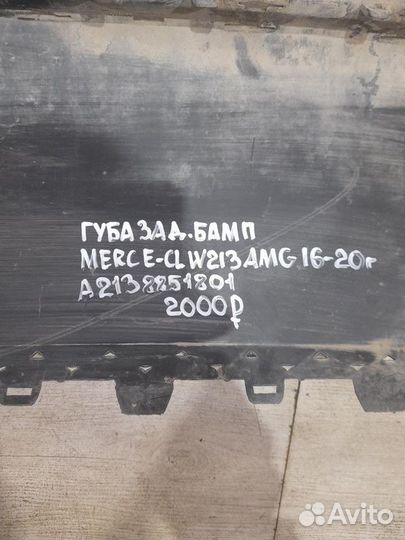 ГУБА ЗАД.БАМП
MERC E-CL W213 AMG 16-20г
A2138851801
2000₽
Avito